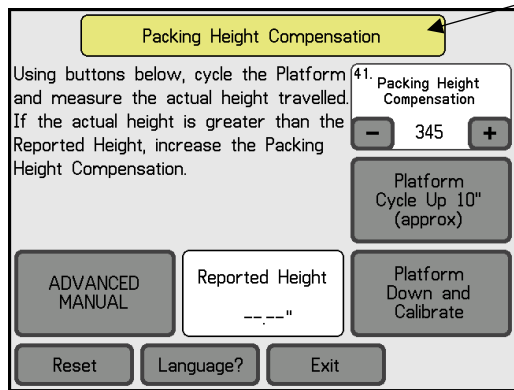 Packing Height Compensation
Using buttons below, cycle the Platform
and measure the actual height travelled.
If the actual height is greater than the
Reported Height, increase the Packing
Height Compensation.
41. Packing Height
Compensation
– 345 +
Platform
Cycle Up 10"
(approx)
ADVANCED
MANUAL
Reported Height
--.--"
Platform
Down and
Calibrate
Reset Language? Exit